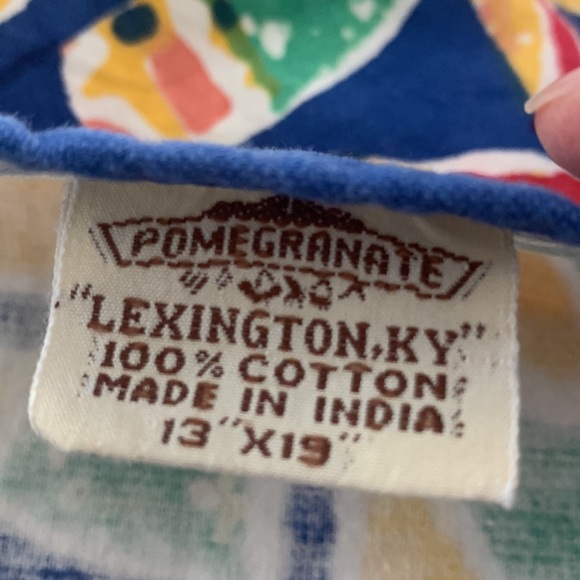 POMEGRANATE
"LEXINGTON,KY"
100% COTTON
MADE IN INDIA
13"X19"